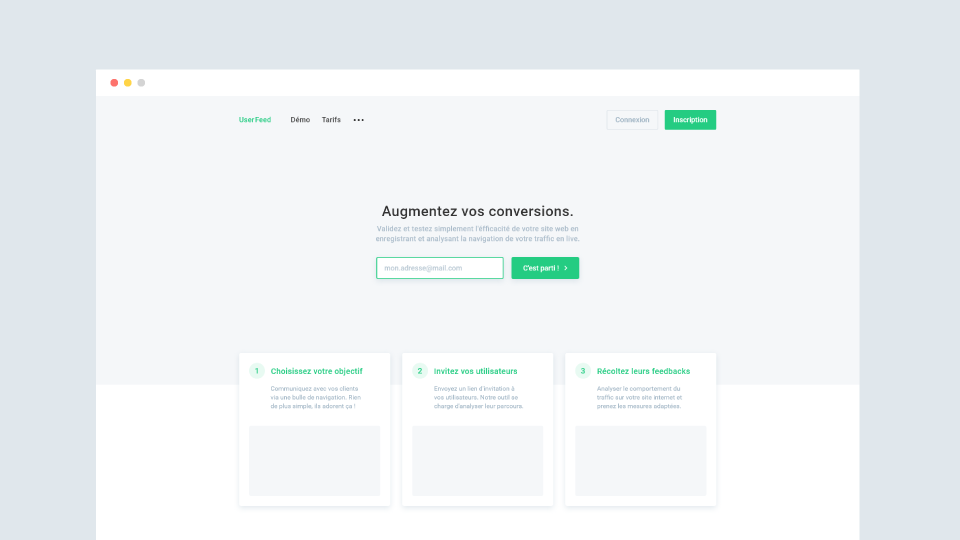 UserFeed Démo Tarifs
Connexion Inscription
Augmentez vos conversions.
Validez et testez simplement l'éfficacité de votre site web en
enregistrant et analysant la navigation de votre traffic en live.
mon.adresse@mail.com C'est parti !
1 Choisissez votre objectif
Communiquez avec vos clients
via une bulle de navigation. Rien
de plus simple, ils adorent ça !
2 Invitez vos utilisateurs
Envoyez un lien d'invitation à
vos utilisateurs. Notre outil se
charge d'analyser leur parcours.
3 Récoltez leurs feedbacks
Analyser le comportement du
traffic sur votre site internet et
prenez les mesures adaptées.